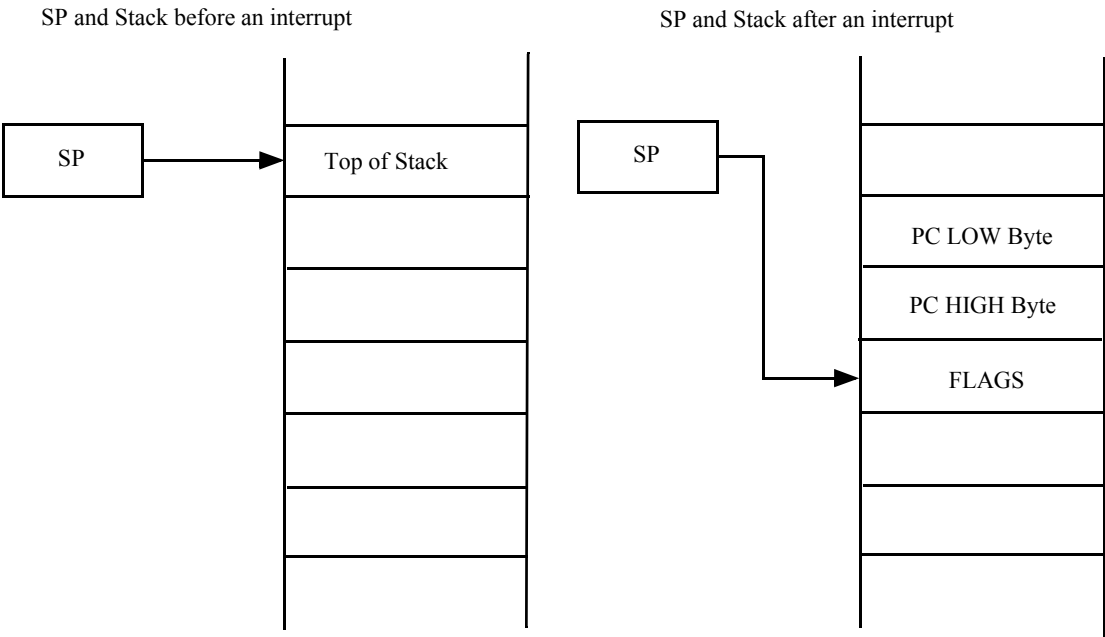 SP and Stack before an interrupt
SP
Top of Stack
SP and Stack after an interrupt
SP
PC LOW Byte
PC HIGH Byte
FLAGS